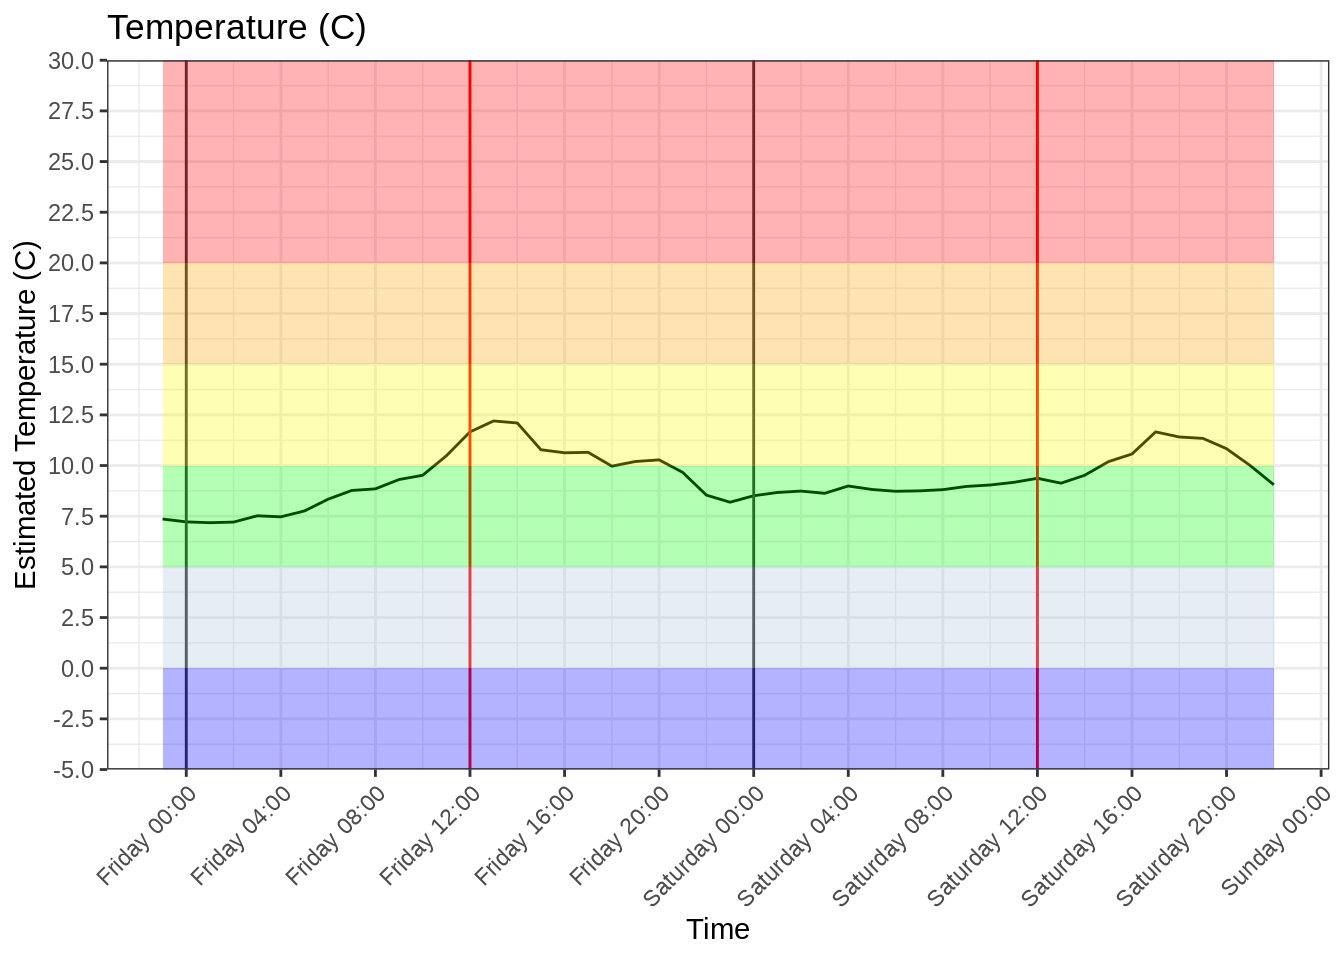 Temperature (C)
Estimated Temperature (C)
30.0
27.5
25.0
22.5
20.0
17.5
15.0
12.5
10.0
7.5
5.0
2.5
0.0
-2.5
-5.0
Friday 00:00
Friday 04:00
Friday 08:00
Friday 12:00
Friday 16:00
Friday 20:00
Saturday 00:00
Saturday 04:00
Saturday 08:00
Saturday 12:00
Saturday 16:00
Saturday 20:00
Sunday 00:00
Time